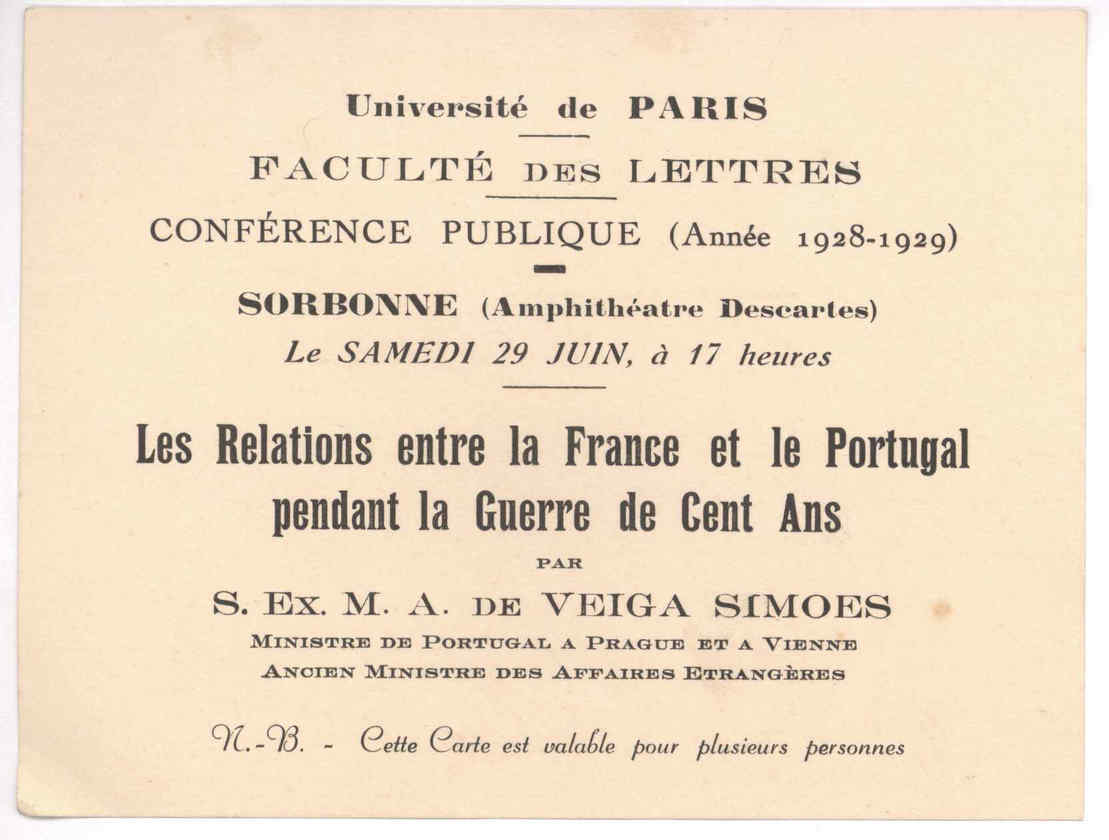 Université de PARIS
FACULTÉ DES LETTRES
CONFÉRENCE PUBLIQUE (Année 1928-1929)
SORBONNE (Amphithéatre Descartes)
Le SAMEDI 29 JUIN, à 17 heures
Les Relations entre la France et le Portugal
pendant la Guerre de Cent Ans
PAR
S. EX. M. A. DE VEIGA SIMOES
MINISTRE DE PORTUGAL A PRAGUE ET A VIENNE
ANCIEN MINISTRE DES AFFAIRES ETRANGÈRES
N.-B. - Cette Carte est valable pour plusieurs personnes